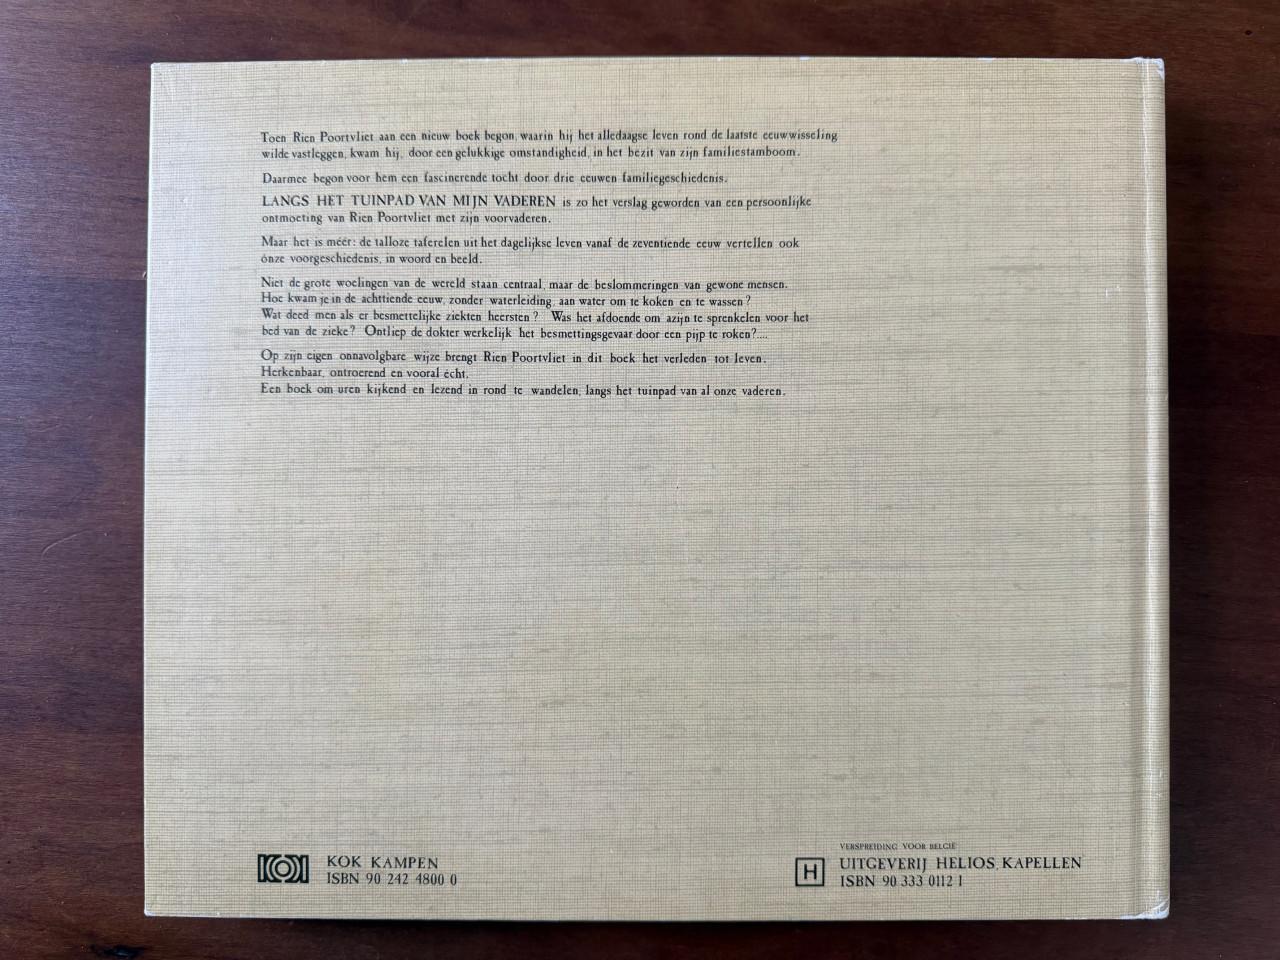 Toen Rien Poortvliet aan een nieuw boek begon, waarin hij het alledaagse leven rond de laatste eeuwwisseling
wilde vastleggen, kwam hij, door een gelukkige omstandigheid, in het bezit van zijn familiestamboom.
Daarmee begon voor hem een fascinerende tocht door drie eeuwen familiegeschiedenis.
LANGS HET TUINPAD VAN MIJN VADEREN is zo het verslag geworden van een persoonlijke
ontmoeting van Rien Poortvliet met zijn voorvaderen.
Maar het is méér: de talloze taferelen uit het dagelijkse leven vanaf de zeventiende eeuw vertellen ook
ónze voorgeschiedenis, in woord en beeld.
Niet de grote woelingen van de wereld staan centraal, maar de beslommeringen van gewone mensen.
Hoe kwam je in de achttiende eeuw, zonder waterleiding, aan water om te koken en te wassen?
Wat deed men als er besmettelijke ziekten heersten? Was het afdoende om azijn te sprenkelen voor het
bed van de zieke? Ontliep de dokter werkelijk het besmettingsgevaar door een pijp te roken?....
Op zijn eigen onnavolgbare wijze brengt Rien Poortvliet in dit boek het verleden tot leven.
Herkenbaar, ontroerend en vooral écht.
Een boek om uren kijkend en lezend in rond te wandelen, langs het tuinpad van al onze vaderen.
KOK KAMPEN
ISBN 90 242 4800 0
VERSPREIDING VOOR BELGIË
H UITGEVERIJ HELIOS, KAPELLEN
ISBN 90 333 0112 1